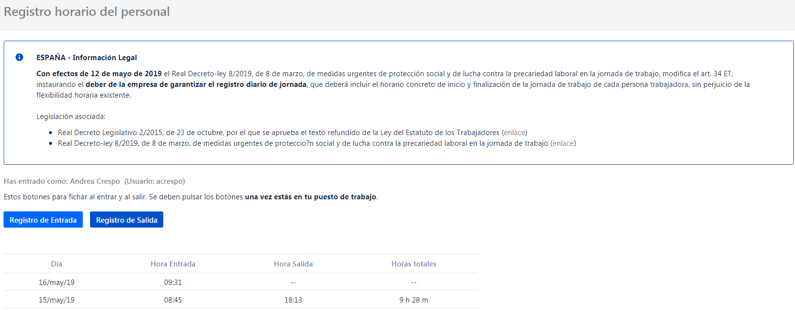 Registro horario del personal
ESPAÑA - Información Legal
Con efectos de 12 de mayo de 2019 el Real Decreto-ley 8/2019, de 8 de marzo, de medidas urgentes de protección social y de lucha contra la precariedad laboral en la jornada de trabajo, modifica el art. 34 ET,
instaurando el deber de la empresa de garantizar el registro diario de jornada, que deberá incluir el horario concreto de inicio y finalización de la jornada de trabajo de cada persona trabajadora, sin perjuicio de la
flexibilidad horaria existente.
Legislación asociada:
Real Decreto Legislativo 2/2015, de 23 de octubre, por el que se aprueba el texto refundido de la Ley del Estatuto de los Trabajadores (enlace)
Real Decreto-ley 8/2019, de 8 de marzo, de medidas urgentes de proteccio?n social y de lucha contra la precariedad laboral en la jornada de trabajo (enlace)
Has entrado como: Andrea Crespo (Usuario: acrespo)
Estos botones para fichar al entrar y al salir. Se deben pulsar los botones una vez estás en tu puesto de trabajo.
Registro de Entrada Registro de Salida
Día Hora Entrada Hora Salida Horas totales
16/may/19 09:31 -- --
15/may/19 08:45 18:13 9 h 28 m